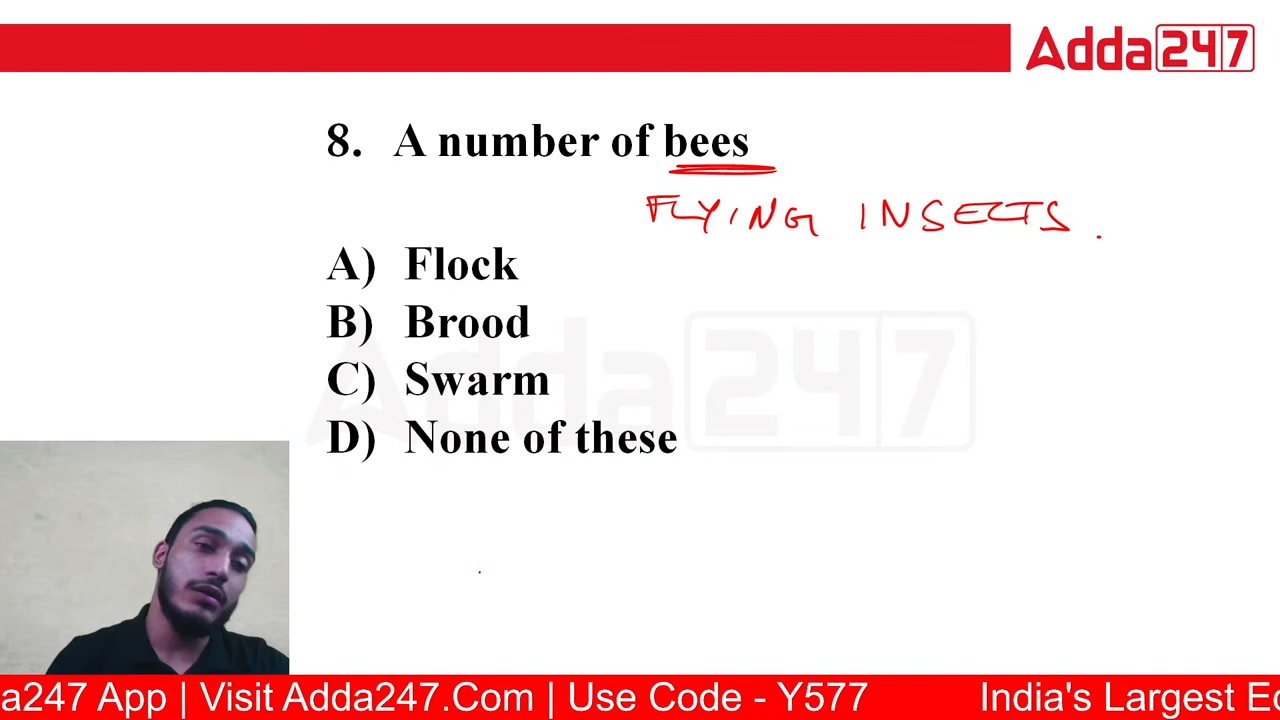 Adda247
8. A number of bees
FLYING INSECTS.
A) Flock
B) Brood
C) Swarm
D) None of these
Adda247
a247 App | Visit Adda247.Com | Use Code - Y577 India's Largest Ed